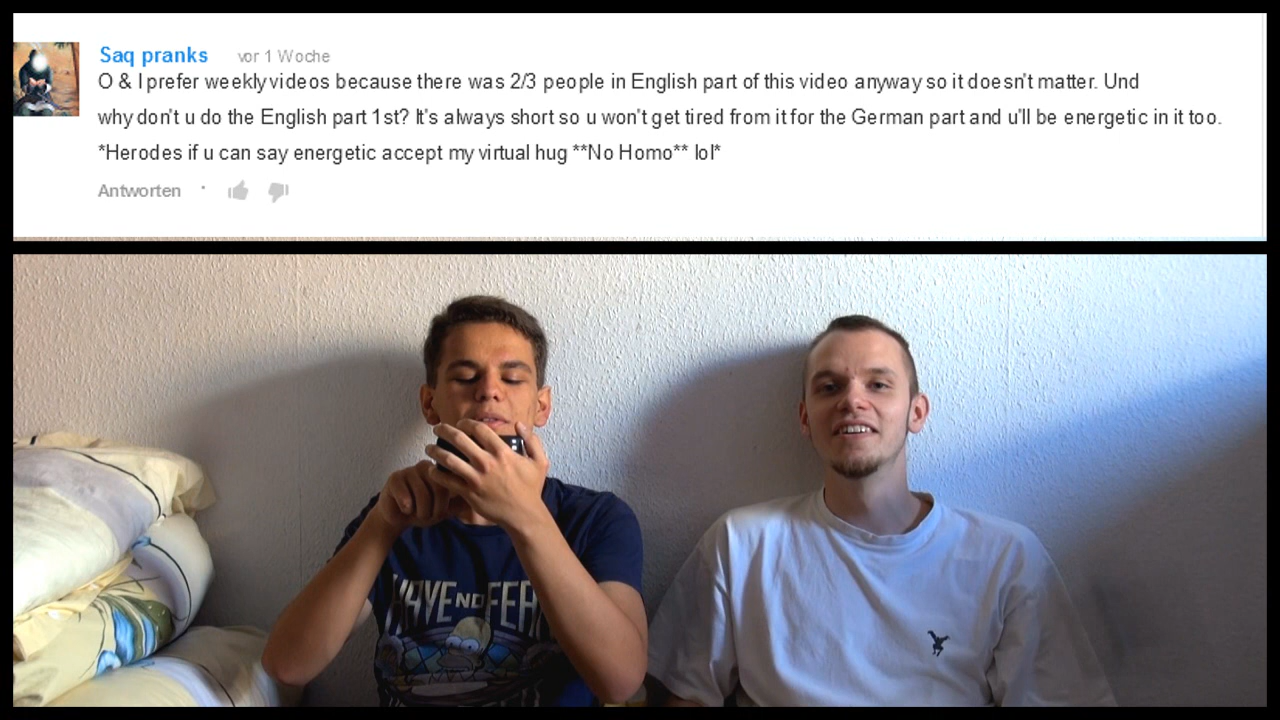 Saq pranks vor 1 Woche
O & I prefer weekly videos because there was 2/3 people in English part of this video anyway so it doesn't matter. Und
why don't u do the English part 1st? It's always short so u won't get tired from it for the German part and u'll be energetic in it too.
*Herodes if u can say energetic accept my virtual hug **No Homo** lol*
Antworten
HAVE NO FEAR